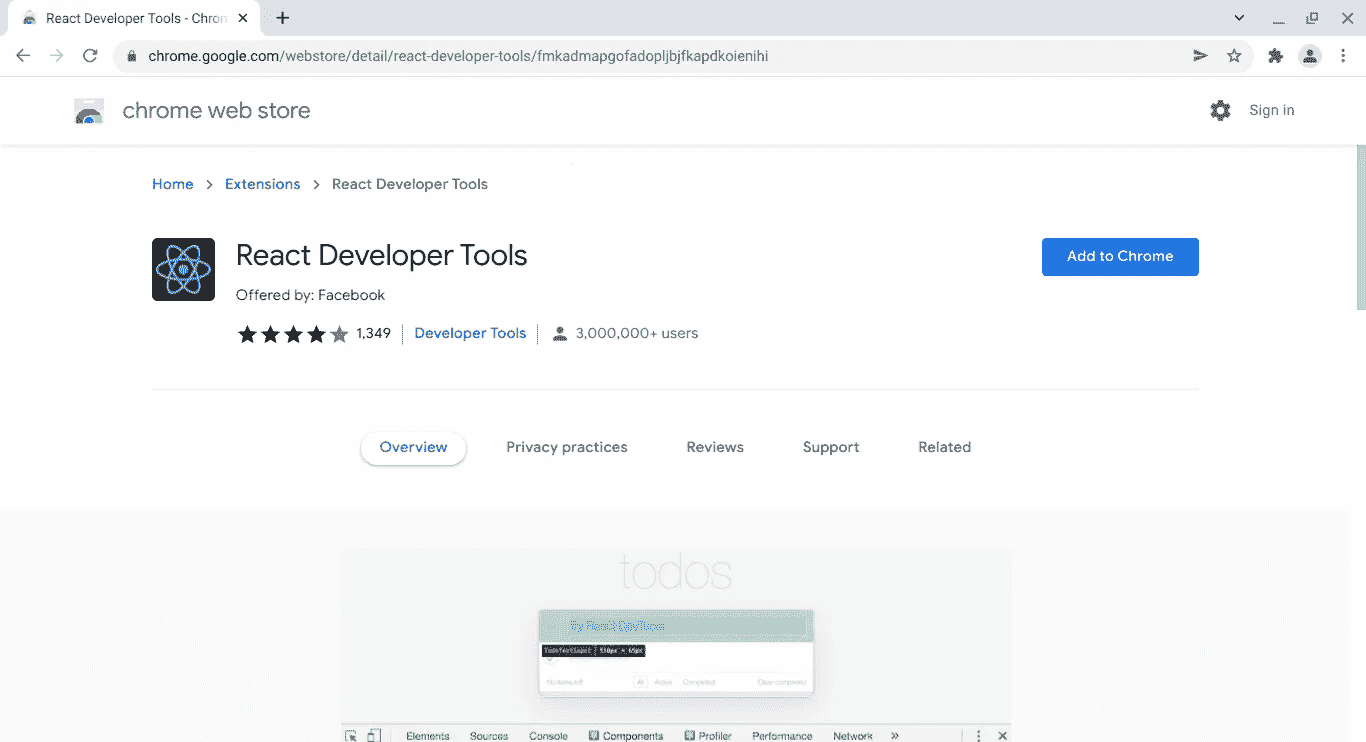 React Developer Tools - Chron
chrome.google.com/webstore/detail/react-developer-tools/fmkadmapgofadopljbjfkapdkoienihi
chrome web store
Sign in
Home > Extensions > React Developer Tools
React Developer Tools
Add to Chrome
Offered by: Facebook
1,349 Developer Tools 3,000,000+ users
Overview Privacy practices Reviews Support Related
todos
Try React DevTools
No items left All Active Completed Clear completed
Elements Sources Console Components Profiler Performance Network »